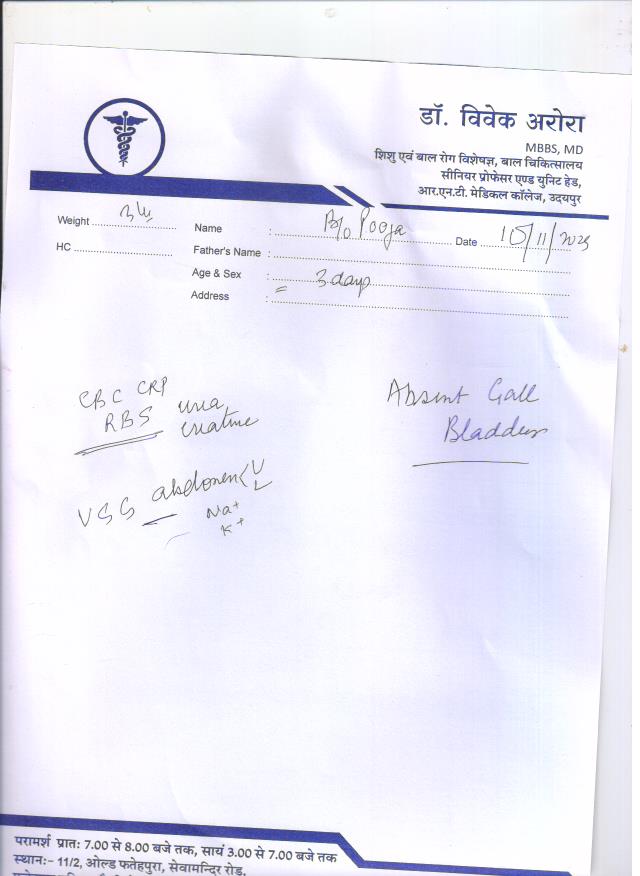 डॉ. विवेक अरोरा
MBBS, MD
शिशु एवं बाल रोग विशेषज्ञ, बाल चिकित्सालय
सीनियर प्रोफेसर एण्ड युनिट हेड,
आर.एन.टी. मेडिकल कॉलेज, उदयपुर
Weight
Name : B/o Pooja Date /11/2025
HC
Father's Name :
Age & Sex : 3 days
Address :
CBC CRP
RBS urea
creatine
Absent Gall
Bladder
USG abdomen
Na+
K+
परामर्श प्रातः 7.00 से 8.00 बजे तक, सायं 3.00 से 7.00 बजे तक
स्थान:- 11/2, ओल्ड फतेहपुरा, सेवामन्दिर रोड,